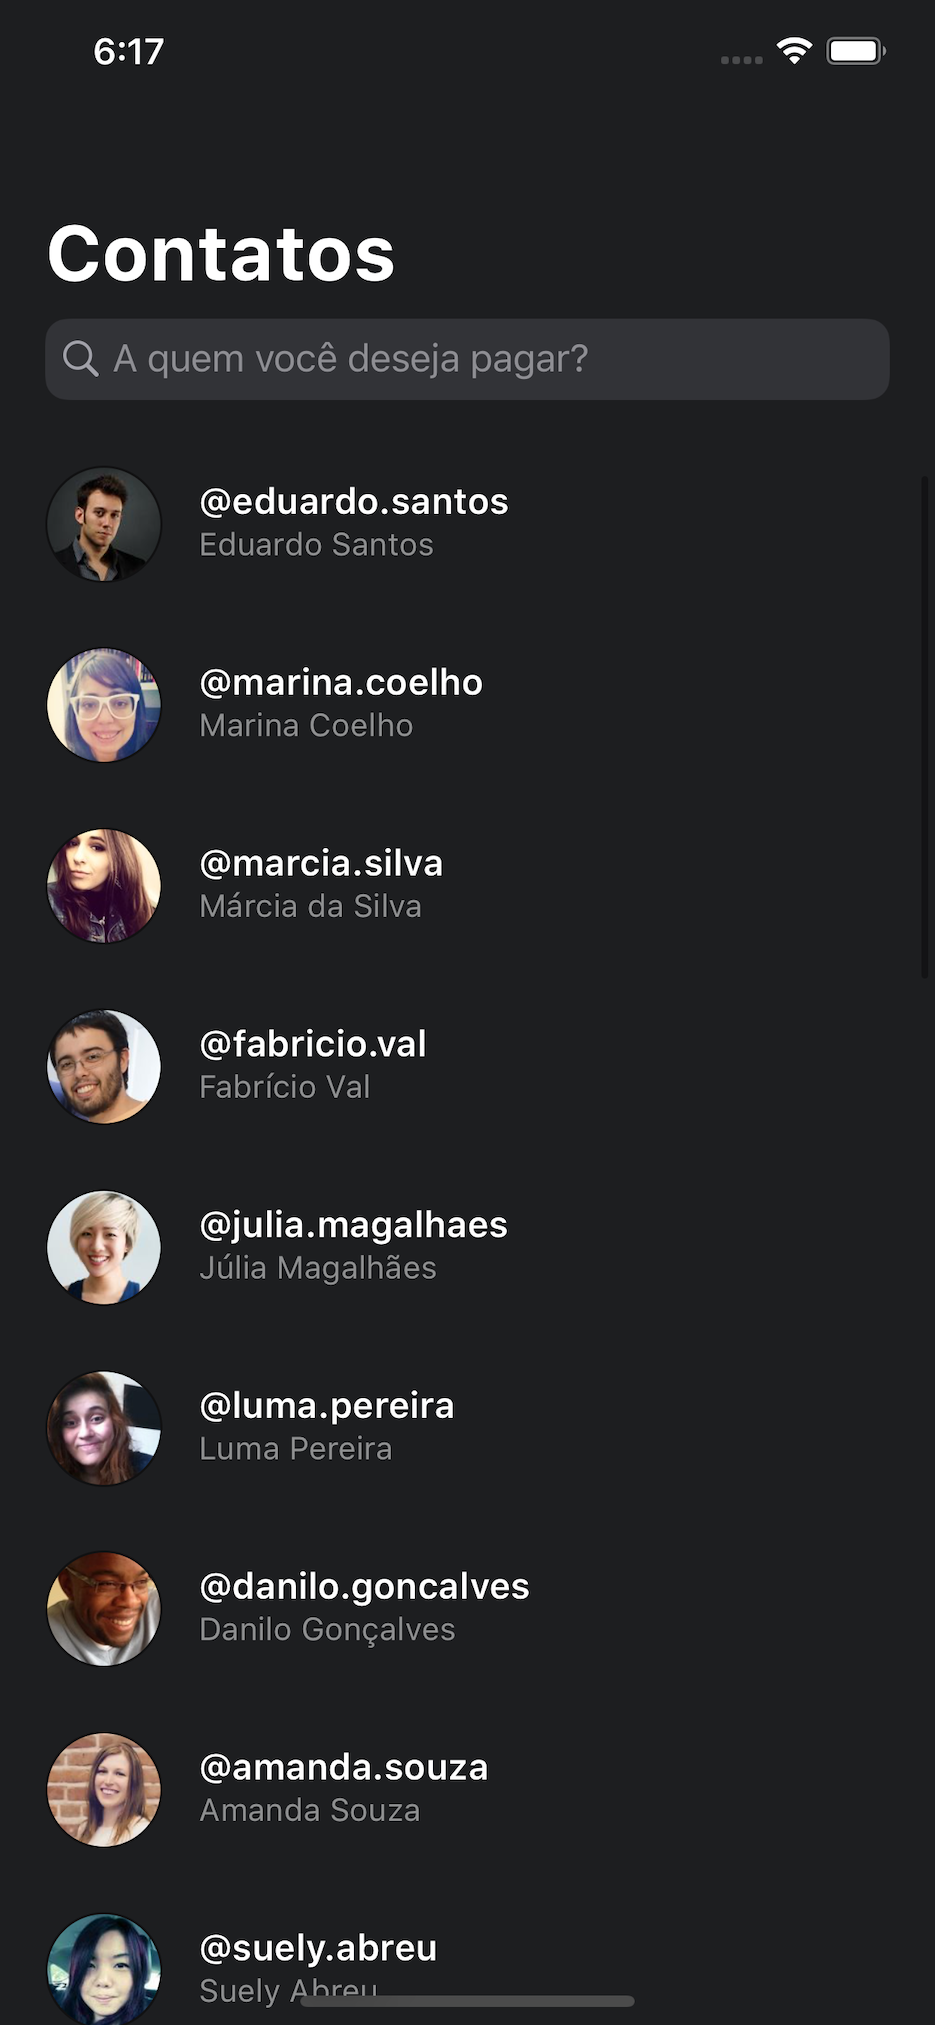 6:17
Contatos
A quem você deseja pagar?
@eduardo.santos
Eduardo Santos
@marina.coelho
Marina Coelho
@marcia.silva
Márcia da Silva
@fabricio.val
Fabrício Val
@julia.magalhaes
Júlia Magalhães
@luma.pereira
Luma Pereira
@danilo.goncalves
Danilo Gonçalves
@amanda.souza
Amanda Souza
@suely.abreu
Suely Abreu